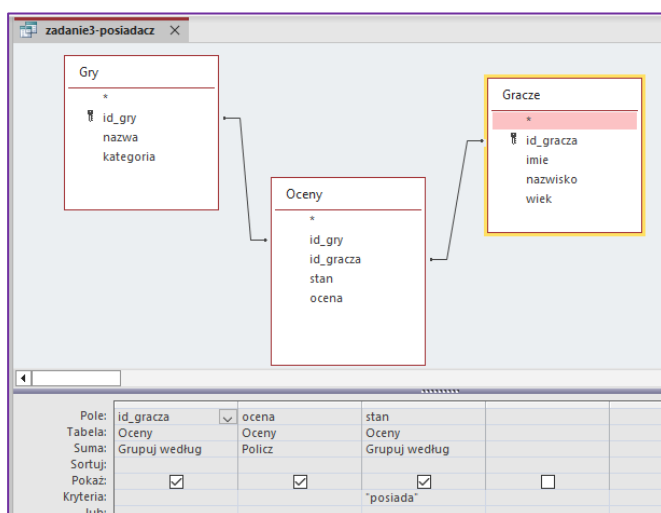 zadanie3-posiadacz
Gry
*
id_gry
nazwa
kategoria
Gracze
*
id_gracza
imie
nazwisko
wiek
Oceny
*
id_gry
id_gracza
stan
ocena
Pole: id_gracza ocena stan
Tabela: Oceny Oceny Oceny
Suma: Grupuj według Policz Grupuj według
Sortuj:
Pokaż:
Kryteria: "posiada"
lub: